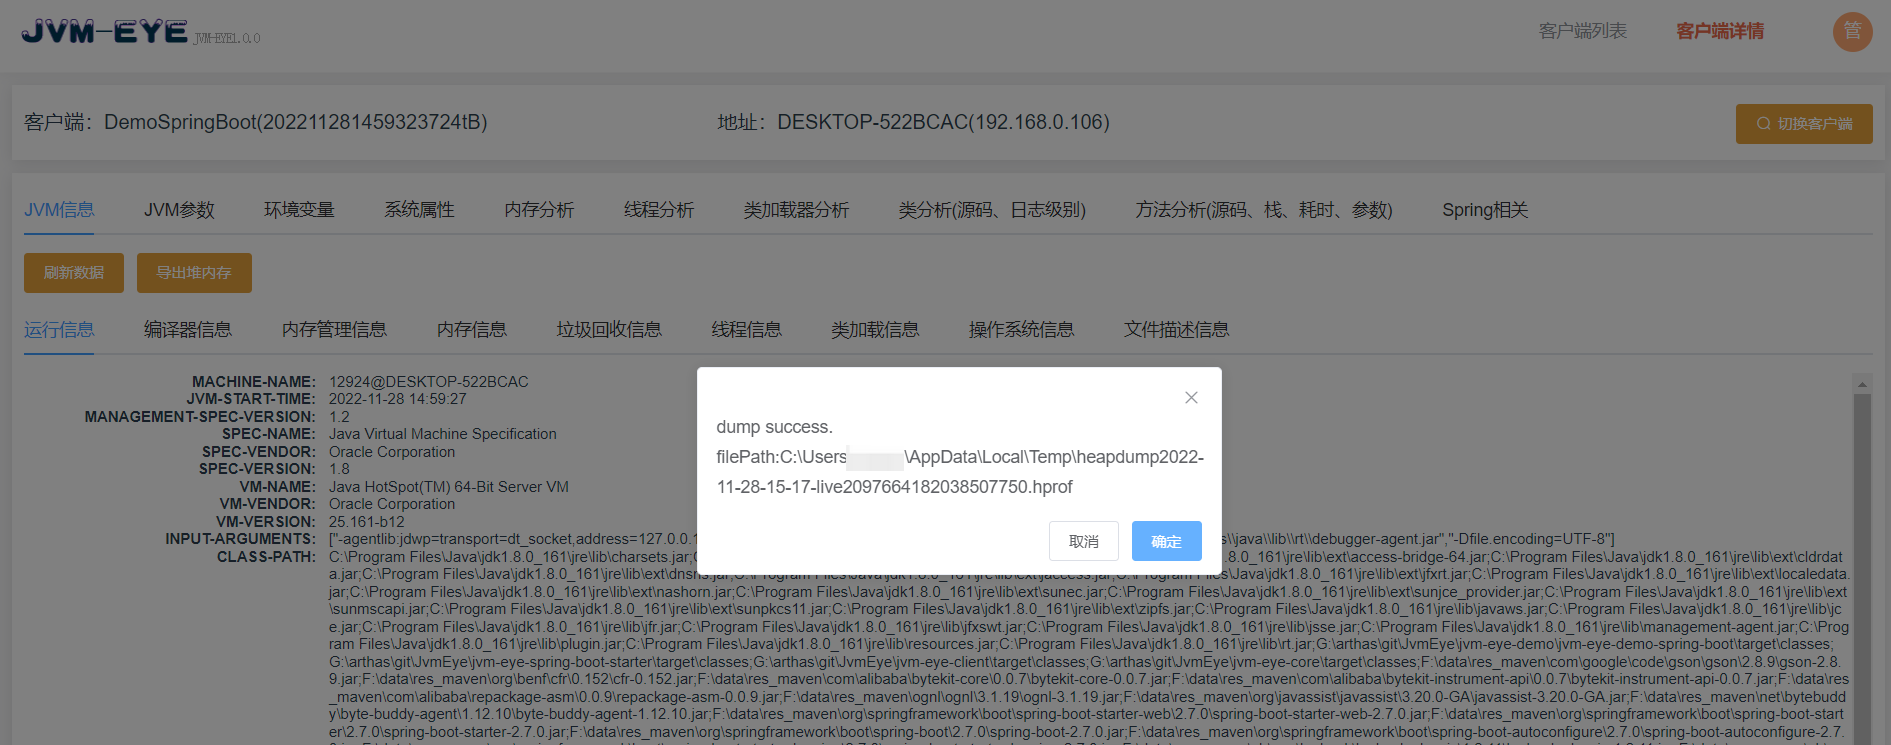 JVM-EYE JVM-EYE1.0.0 客户端列表 客户端详情 管
客户端：DemoSpringBoot(202211281459323724tB) 地址：DESKTOP-522BCAC(192.168.0.106) 切换客户端
JVM信息 JVM参数 环境变量 系统属性 内存分析 线程分析 类加载器分析 类分析(源码、日志级别) 方法分析(源码、栈、耗时、参数) Spring相关
刷新数据 导出堆内存
运行信息 编译器信息 内存管理信息 内存信息 垃圾回收信息 线程信息 类加载信息 操作系统信息 文件描述信息
MACHINE-NAME: 12924@DESKTOP-522BCAC
JVM-START-TIME: 2022-11-28 14:59:27
MANAGEMENT-SPEC-VERSION: 1.2
SPEC-NAME: Java Virtual Machine Specification
SPEC-VENDOR: Oracle Corporation
SPEC-VERSION: 1.8
VM-NAME: Java HotSpot(TM) 64-Bit Server VM
VM-VENDOR: Oracle Corporation
VM-VERSION: 25.161-b12
INPUT-ARGUMENTS: ["-agentlib:jdwp=transport=dt_socket,address=127.0.0.1 s\\java\\lib\\rt\\debugger-agent.jar","-Dfile.encoding=UTF-8"]
CLASS-PATH: C:\Program Files\Java\jdk1.8.0_161\jre\lib\charsets.jar;C .8.0_161\jre\lib\ext\access-bridge-64.jar;C:\Program Files\Java\jdk1.8.0_161\jre\lib\ext\cldrdat
a.jar;C:\Program Files\Java\jdk1.8.0_161\jre\lib\ext\dnsns.jar;C:\Program Files\Java\jdk1.8.0_161\jre\lib\ext\jaccess.jar;C:\Program Files\Java\jdk1.8.0_161\jre\lib\ext\jfxrt.jar;C:\Program Files\Java\jdk1.8.0_161\jre\lib\ext\localedata.
jar;C:\Program Files\Java\jdk1.8.0_161\jre\lib\ext\nashorn.jar;C:\Program Files\Java\jdk1.8.0_161\jre\lib\ext\sunec.jar;C:\Program Files\Java\jdk1.8.0_161\jre\lib\ext\sunjce_provider.jar;C:\Program Files\Java\jdk1.8.0_161\jre\lib\ext
\sunmscapi.jar;C:\Program Files\Java\jdk1.8.0_161\jre\lib\ext\sunpkcs11.jar;C:\Program Files\Java\jdk1.8.0_161\jre\lib\ext\zipfs.jar;C:\Program Files\Java\jdk1.8.0_161\jre\lib\javaws.jar;C:\Program Files\Java\jdk1.8.0_161\jre\lib\jc
e.jar;C:\Program Files\Java\jdk1.8.0_161\jre\lib\jfr.jar;C:\Program Files\Java\jdk1.8.0_161\jre\lib\jfxswt.jar;C:\Program Files\Java\jdk1.8.0_161\jre\lib\jsse.jar;C:\Program Files\Java\jdk1.8.0_161\jre\lib\management-agent.jar;C:\Prog
ram Files\Java\jdk1.8.0_161\jre\lib\plugin.jar;C:\Program Files\Java\jdk1.8.0_161\jre\lib\resources.jar;C:\Program Files\Java\jdk1.8.0_161\jre\lib\rt.jar;G:\arthas\git\JvmEye\jvm-eye-demo\jvm-eye-demo-spring-boot\target\classes;
G:\arthas\git\JvmEye\jvm-eye-spring-boot-starter\target\classes;G:\arthas\git\JvmEye\jvm-eye-client\target\classes;G:\arthas\git\JvmEye\jvm-eye-core\target\classes;F:\data\res_maven\com\google\code\gson\gson\2.8.9\gson-2.8.
9.jar;F:\data\res_maven\org\benf\cfr\0.152\cfr-0.152.jar;F:\data\res_maven\com\alibaba\bytekit-core\0.0.7\bytekit-core-0.0.7.jar;F:\data\res_maven\com\alibaba\bytekit-instrument-api\0.0.7\bytekit-instrument-api-0.0.7.jar;F:\data\res
_maven\com\alibaba\repackage-asm\0.0.9\repackage-asm-0.0.9.jar;F:\data\res_maven\ognl\ognl\3.1.19\ognl-3.1.19.jar;F:\data\res_maven\org\javassist\javassist\3.20.0-GA\javassist-3.20.0-GA.jar;F:\data\res_maven\net\bytebudd
y\byte-buddy-agent\1.12.10\byte-buddy-agent-1.12.10.jar;F:\data\res_maven\org\springframework\boot\spring-boot-starter-web\2.7.0\spring-boot-starter-web-2.7.0.jar;F:\data\res_maven\org\springframework\boot\spring-boot-start
er\2.7.0\spring-boot-starter-2.7.0.jar;F:\data\res_maven\org\springframework\boot\spring-boot\2.7.0\spring-boot-2.7.0.jar;F:\data\res_maven\org\springframework\boot\spring-boot-autoconfigure\2.7.0\spring-boot-autoconfigure-2.7.
dump success.
filePath:C:\Users \AppData\Local\Temp\heapdump2022-
11-28-15-17-live2097664182038507750.hprof
取消 确定